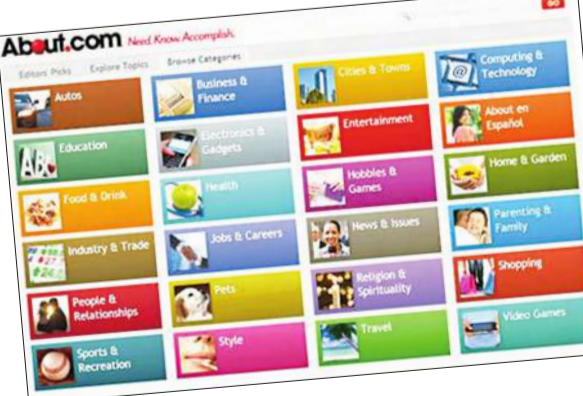 GO
About.com Need. Know. Accomplish.
Editors' Picks Explore Topics Browse Categories
Autos
Business &
Finance
Cities & Towns
Computing &
Technology
Education
Electronics &
Gadgets
Entertainment
About en
Español
Food & Drink
Health
Hobbies &
Games
Home & Garden
Industry & Trade
Jobs & Careers
News & Issues
Parenting &
Family
People &
Relationships
Pets
Religion &
Spirituality
Shopping
Sports &
Recreation
Style
Travel
Video Games